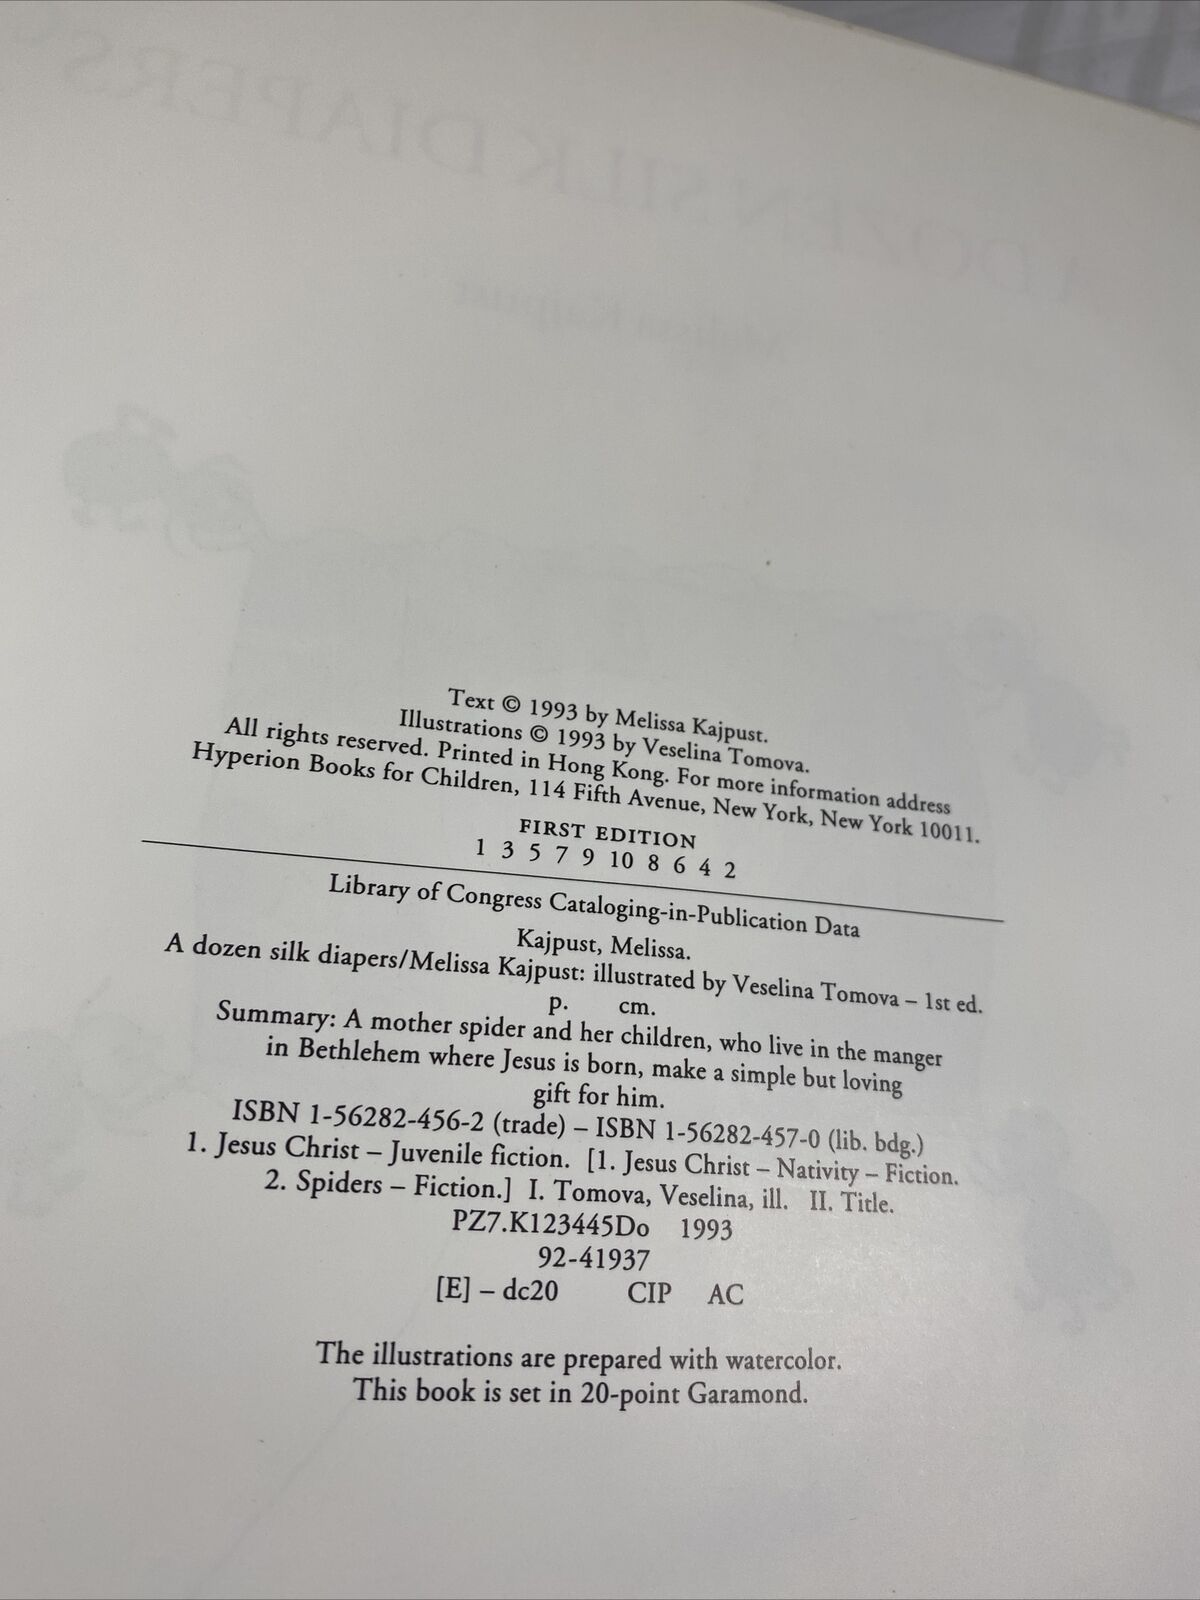 Text © 1993 by Melissa Kajpust.
Illustrations © 1993 by Veselina Tomova.
All rights reserved. Printed in Hong Kong. For more information address
Hyperion Books for Children, 114 Fifth Avenue, New York, New York 10011.
FIRST EDITION
1 3 5 7 9 10 8 6 4 2
Library of Congress Cataloging-in-Publication Data
Kajpust, Melissa.
A dozen silk diapers/Melissa Kajpust: illustrated by Veselina Tomova – 1st ed.
p. cm.
Summary: A mother spider and her children, who live in the manger
in Bethlehem where Jesus is born, make a simple but loving
gift for him.
ISBN 1-56282-456-2 (trade) – ISBN 1-56282-457-0 (lib. bdg.)
1. Jesus Christ – Juvenile fiction. [1. Jesus Christ – Nativity – Fiction.
2. Spiders – Fiction.] I. Tomova, Veselina, ill. II. Title.
PZ7.K123445Do 1993
92-41937
[E] – dc20 CIP AC
The illustrations are prepared with watercolor.
This book is set in 20-point Garamond.